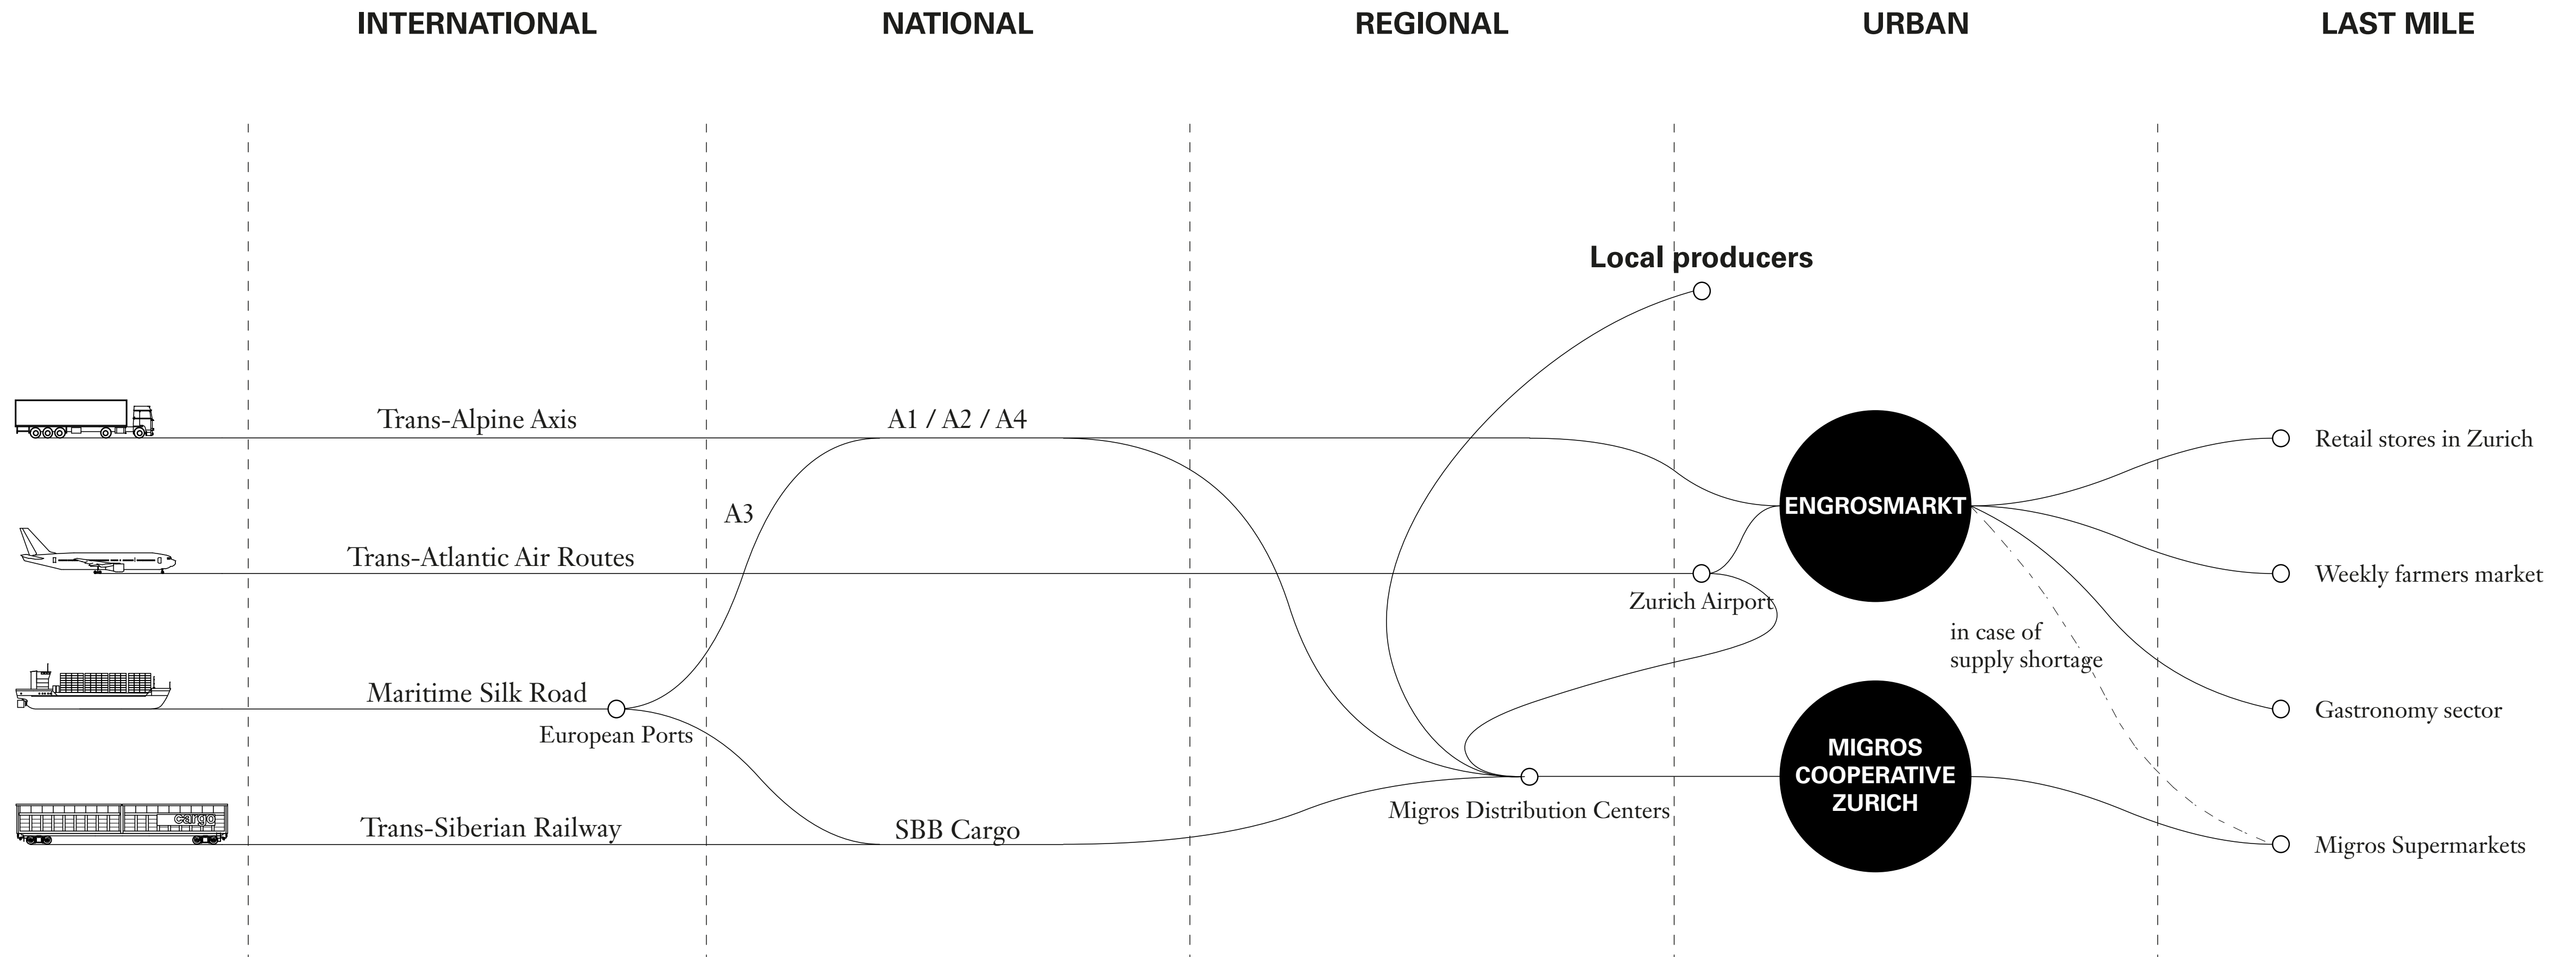 INTERNATIONAL
NATIONAL
REGIONAL
URBAN
LAST MILE
Local producers
Trans-Alpine Axis
A1 / A2 / A4
Retail stores in Zurich
ENGROSMARKT
A3
Trans-Atlantic Air Routes
Zurich Airport
Weekly farmers market
in case of
supply shortage
Maritime Silk Road
European Ports
Gastronomy sector
MIGROS
COOPERATIVE
ZURICH
Migros Distribution Centers
cargo
Trans-Siberian Railway
SBB Cargo
Migros Supermarkets